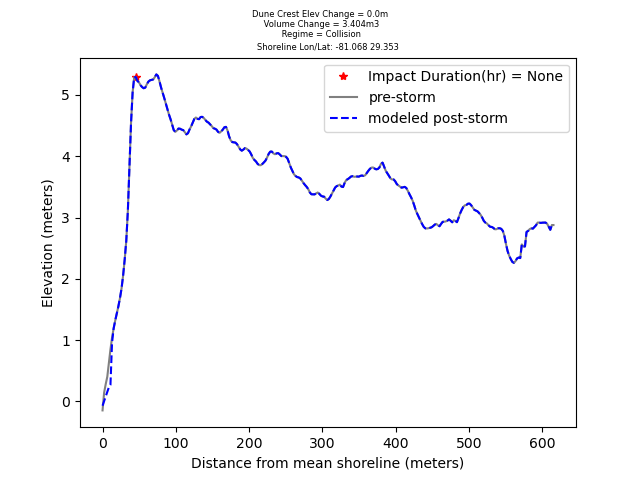 Dune Crest Elev Change = 0.0m
Volume Change = 3.404m3
Regime = Collision
Shoreline Lon/Lat: -81.068 29.353
Impact Duration(hr) = None
pre-storm
modeled post-storm
Elevation (meters)
5
4
3
2
1
0
0 100 200 300 400 500 600
Distance from mean shoreline (meters)